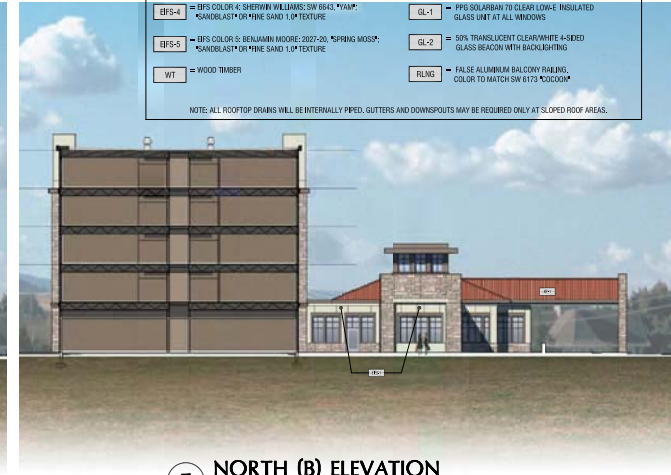 EIFS-4 = EIFS COLOR 4: SHERWIN WILLIAMS: SW 6643, "YAM";
"SANDBLAST" OR "FINE SAND 1.0" TEXTURE
EIFS-5 = EIFS COLOR 5: BENJAMIN MOORE: 2027-20, "SPRING MOSS";
"SANDBLAST" OR "FINE SAND 1.0" TEXTURE
WT = WOOD TIMBER
GL-1 = PPG SOLARBAN 70 CLEAR LOW-E INSULATED
GLASS UNIT AT ALL WINDOWS
GL-2 = 50% TRANSLUCENT CLEAR/WHITE 4-SIDED
GLASS BEACON WITH BACKLIGHTING
RLNG = FALSE ALUMINUM BALCONY RAILING,
COLOR TO MATCH SW 6173 "COCOON"
NOTE: ALL ROOFTOP DRAINS WILL BE INTERNALLY PIPED. GUTTERS AND DOWNSPOUTS MAY BE REQUIRED ONLY AT SLOPED ROOF AREAS.
NORTH (B) ELEVATION